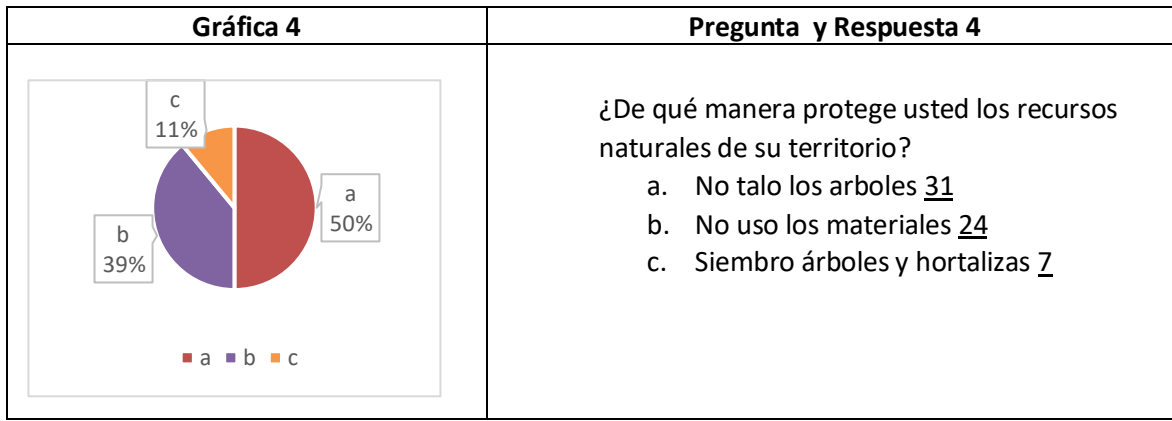 Gráfica 4
Pregunta y Respuesta 4
c
11%
a
50%
b
39%
a b c
¿De qué manera protege usted los recursos
naturales de su territorio?
a. No talo los arboles 31
b. No uso los materiales 24
c. Siembro árboles y hortalizas 7